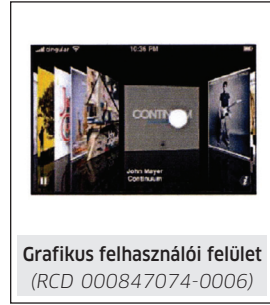 cingular 10:36 PM
CONTINUUM
John Mayer
Continuum
Grafikus felhasználói felület
(RCD 000847074-0006)